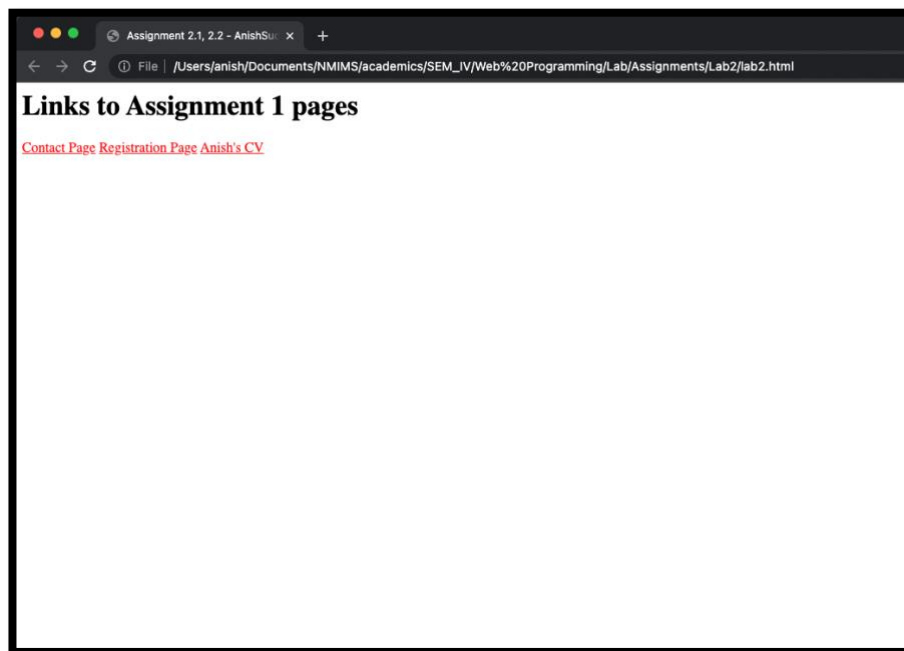 Assignment 2.1, 2.2 - AnishSu
File | /Users/anish/Documents/NMIMS/academics/SEM_IV/Web%20Programming/Lab/Assignments/Lab2/lab2.html
Links to Assignment 1 pages
Contact Page Registration Page Anish's CV